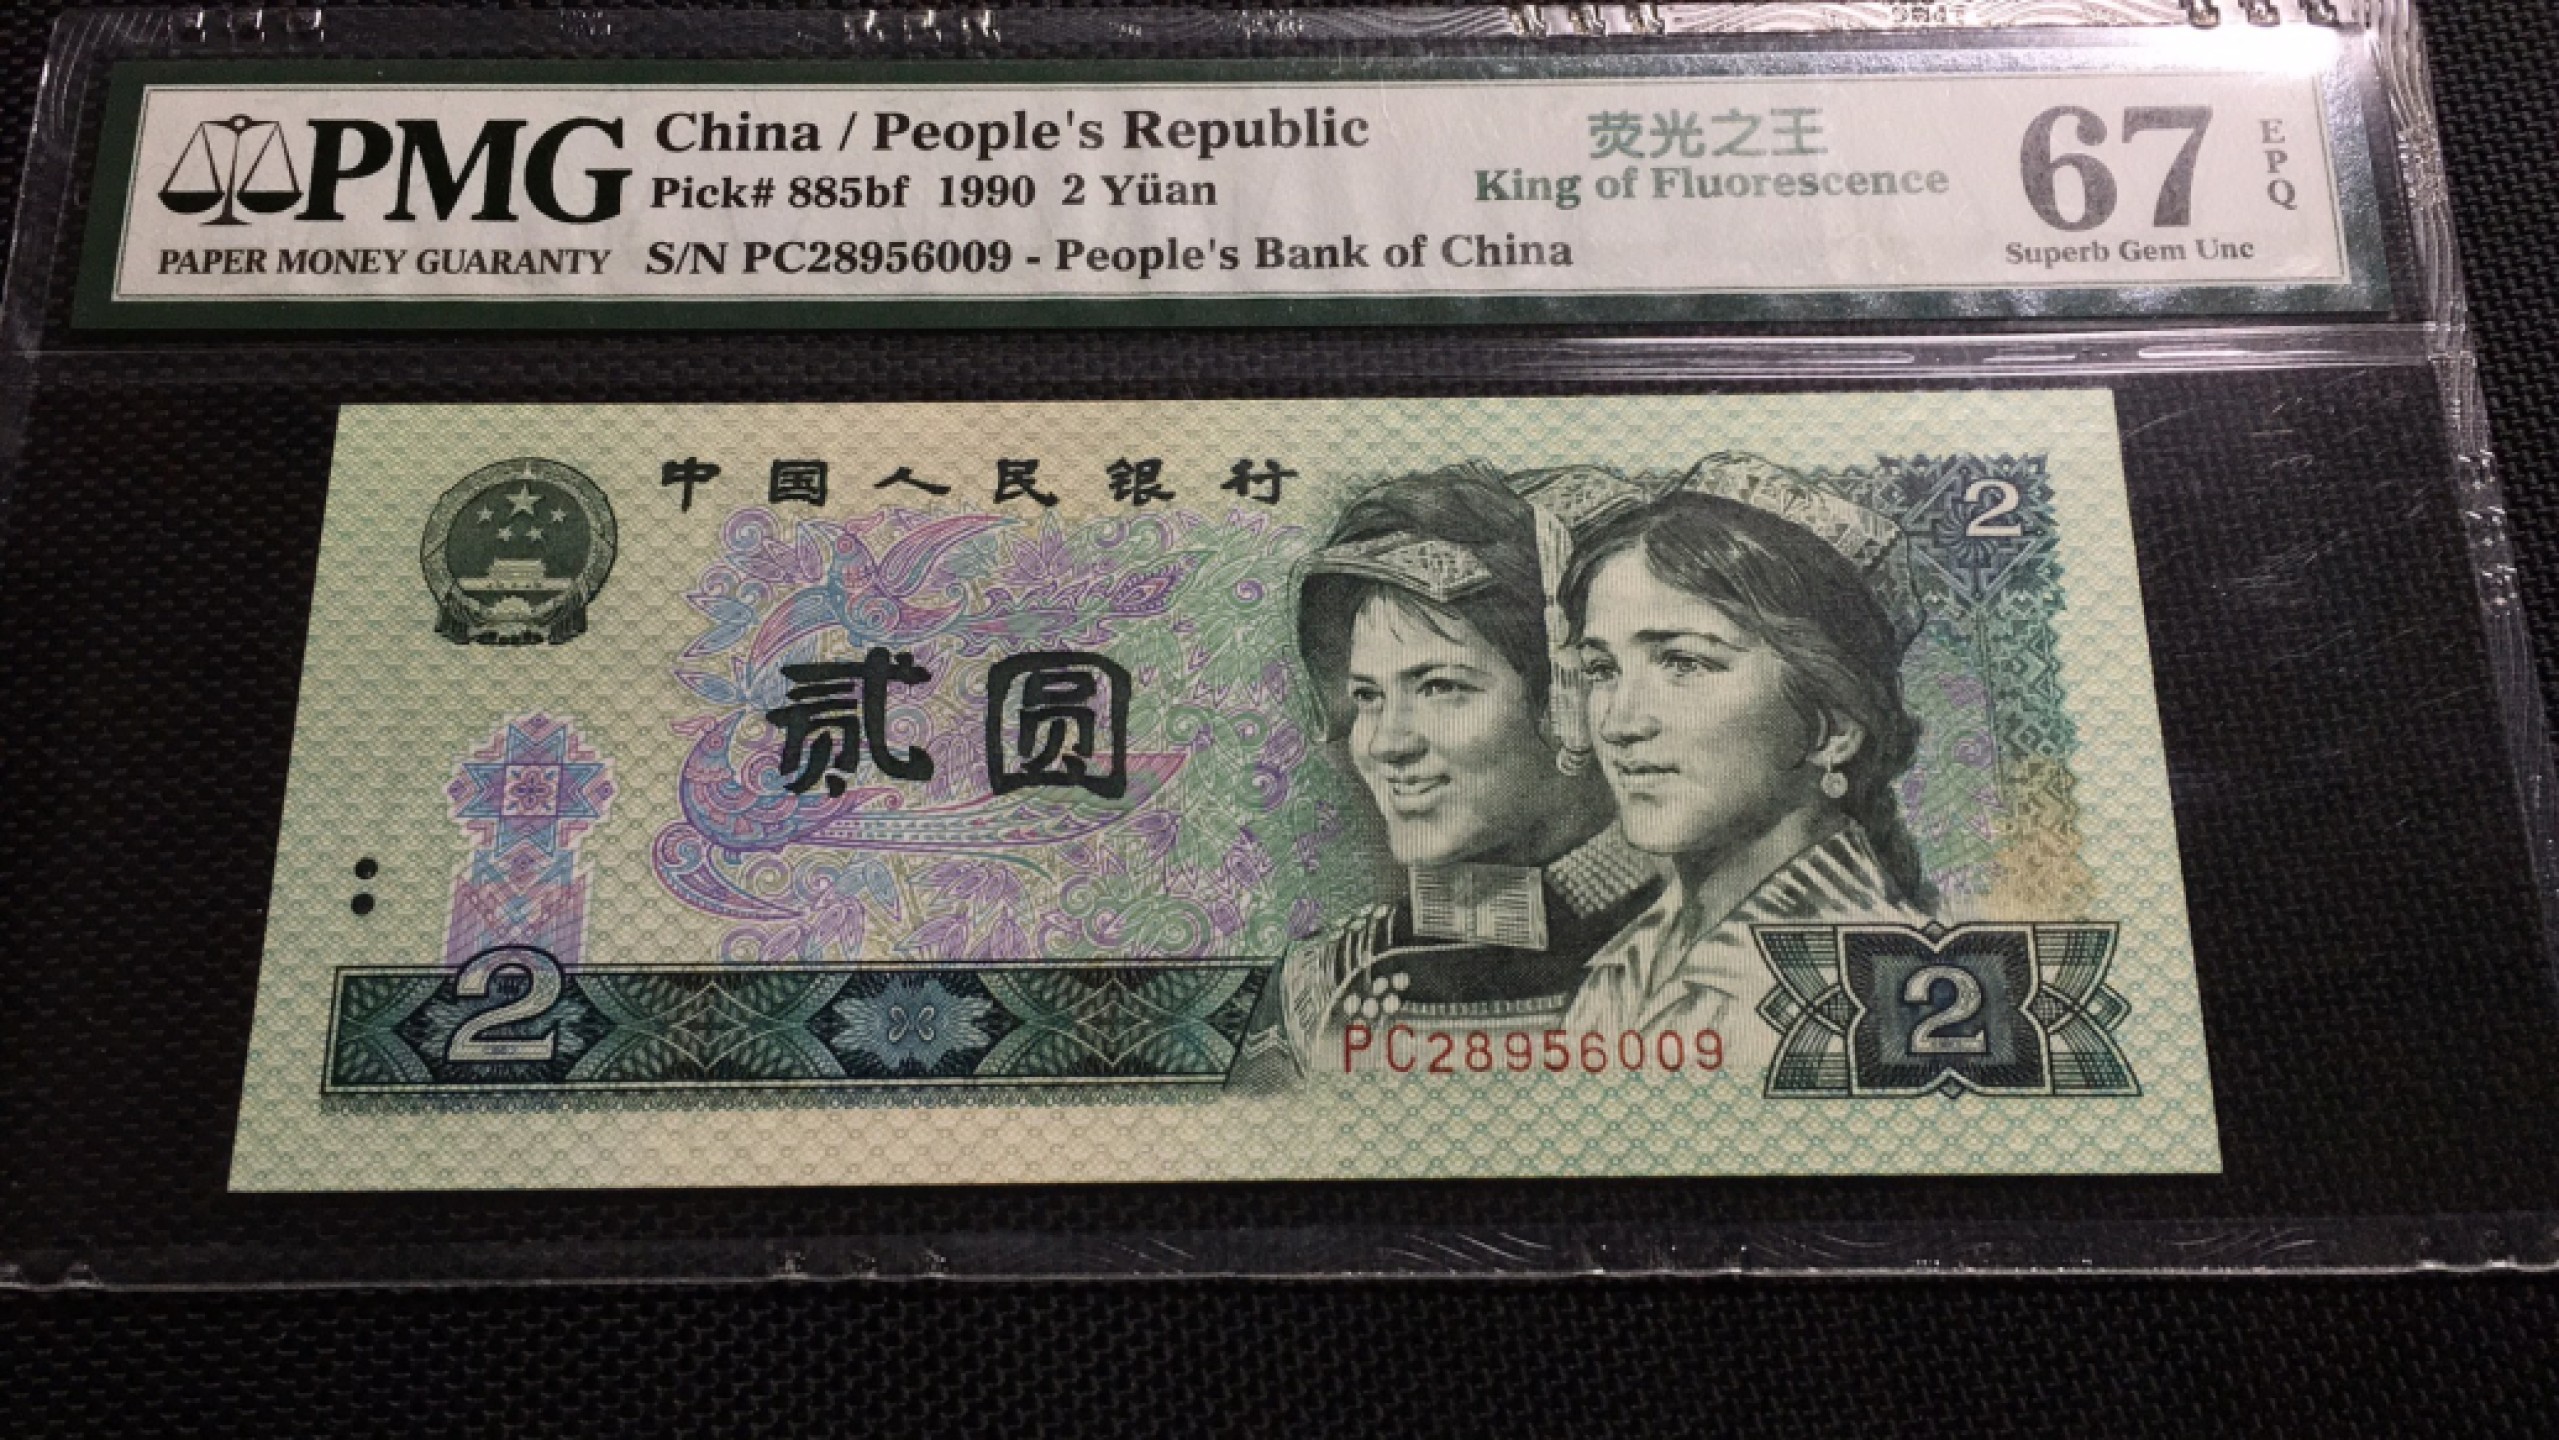 PMG
PAPER MONEY GUARANTY
China / People's Republic
Pick# 885bf 1990 2 Yüan
S/N PC28956009 - People's Bank of China
荧光之王
King of Fluorescence
67
EPQ
Superb Gem Unc
中国人民银行
2
贰圆
2
PC28956009
2